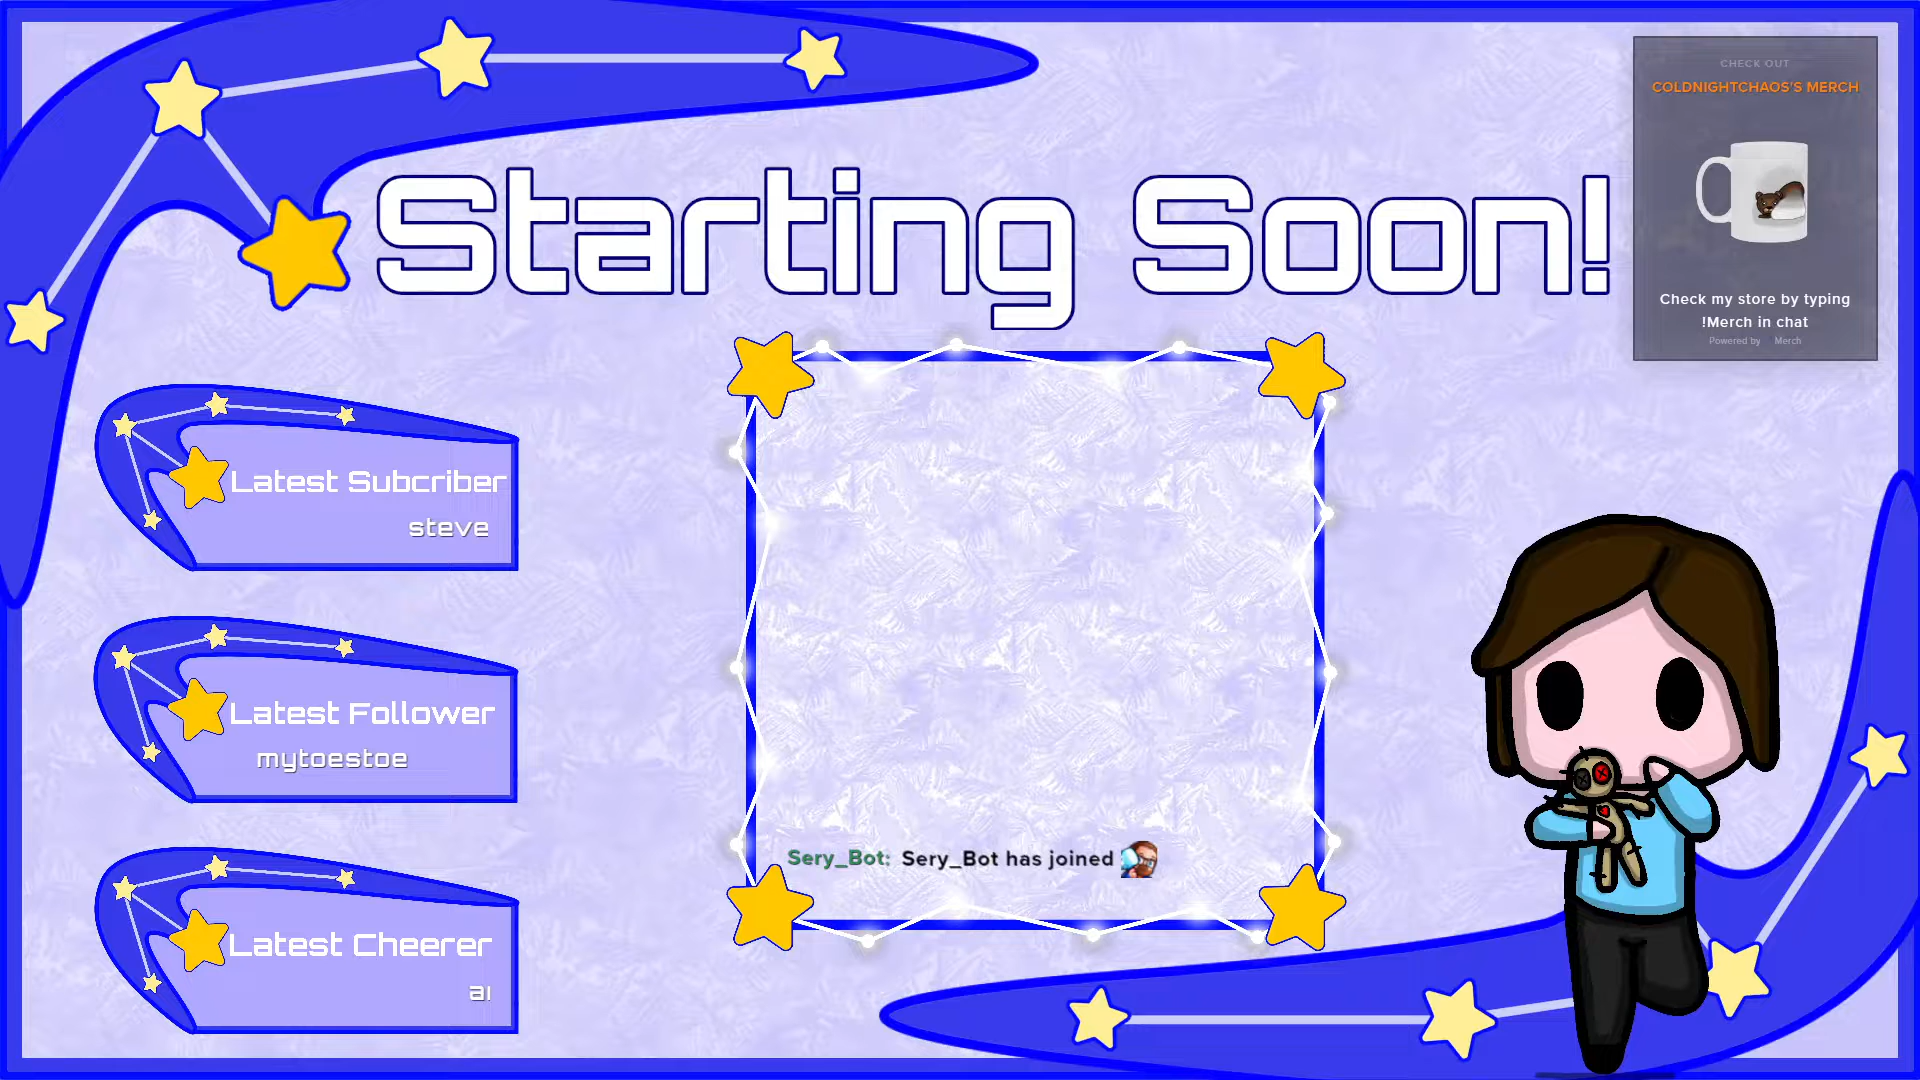 CHECK OUT
COLDNIGHTCHAOS'S MERCH
Starting Soon!
Check my store by typing
!Merch in chat
Powered by Merch
Latest Subcriber
steve
Latest Follower
mytoestoe
Sery_Bot: Sery_Bot has joined
Latest Cheerer